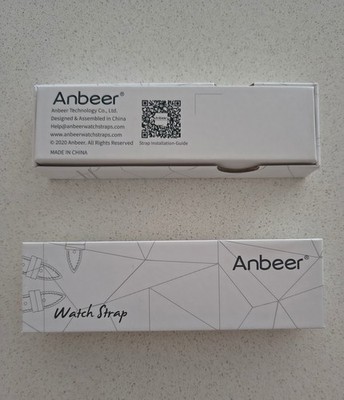 Anbeer®
Anbeer Technology Co., Ltd.
Designed & Assembled in China
Help@anbeerwatchstraps.com
www.anbeerwatchstraps.com
© 2020 Anbeer, All Rights Reserved
Strap Installation Guide
MADE IN CHINA
Anbeer®
Watch Strap